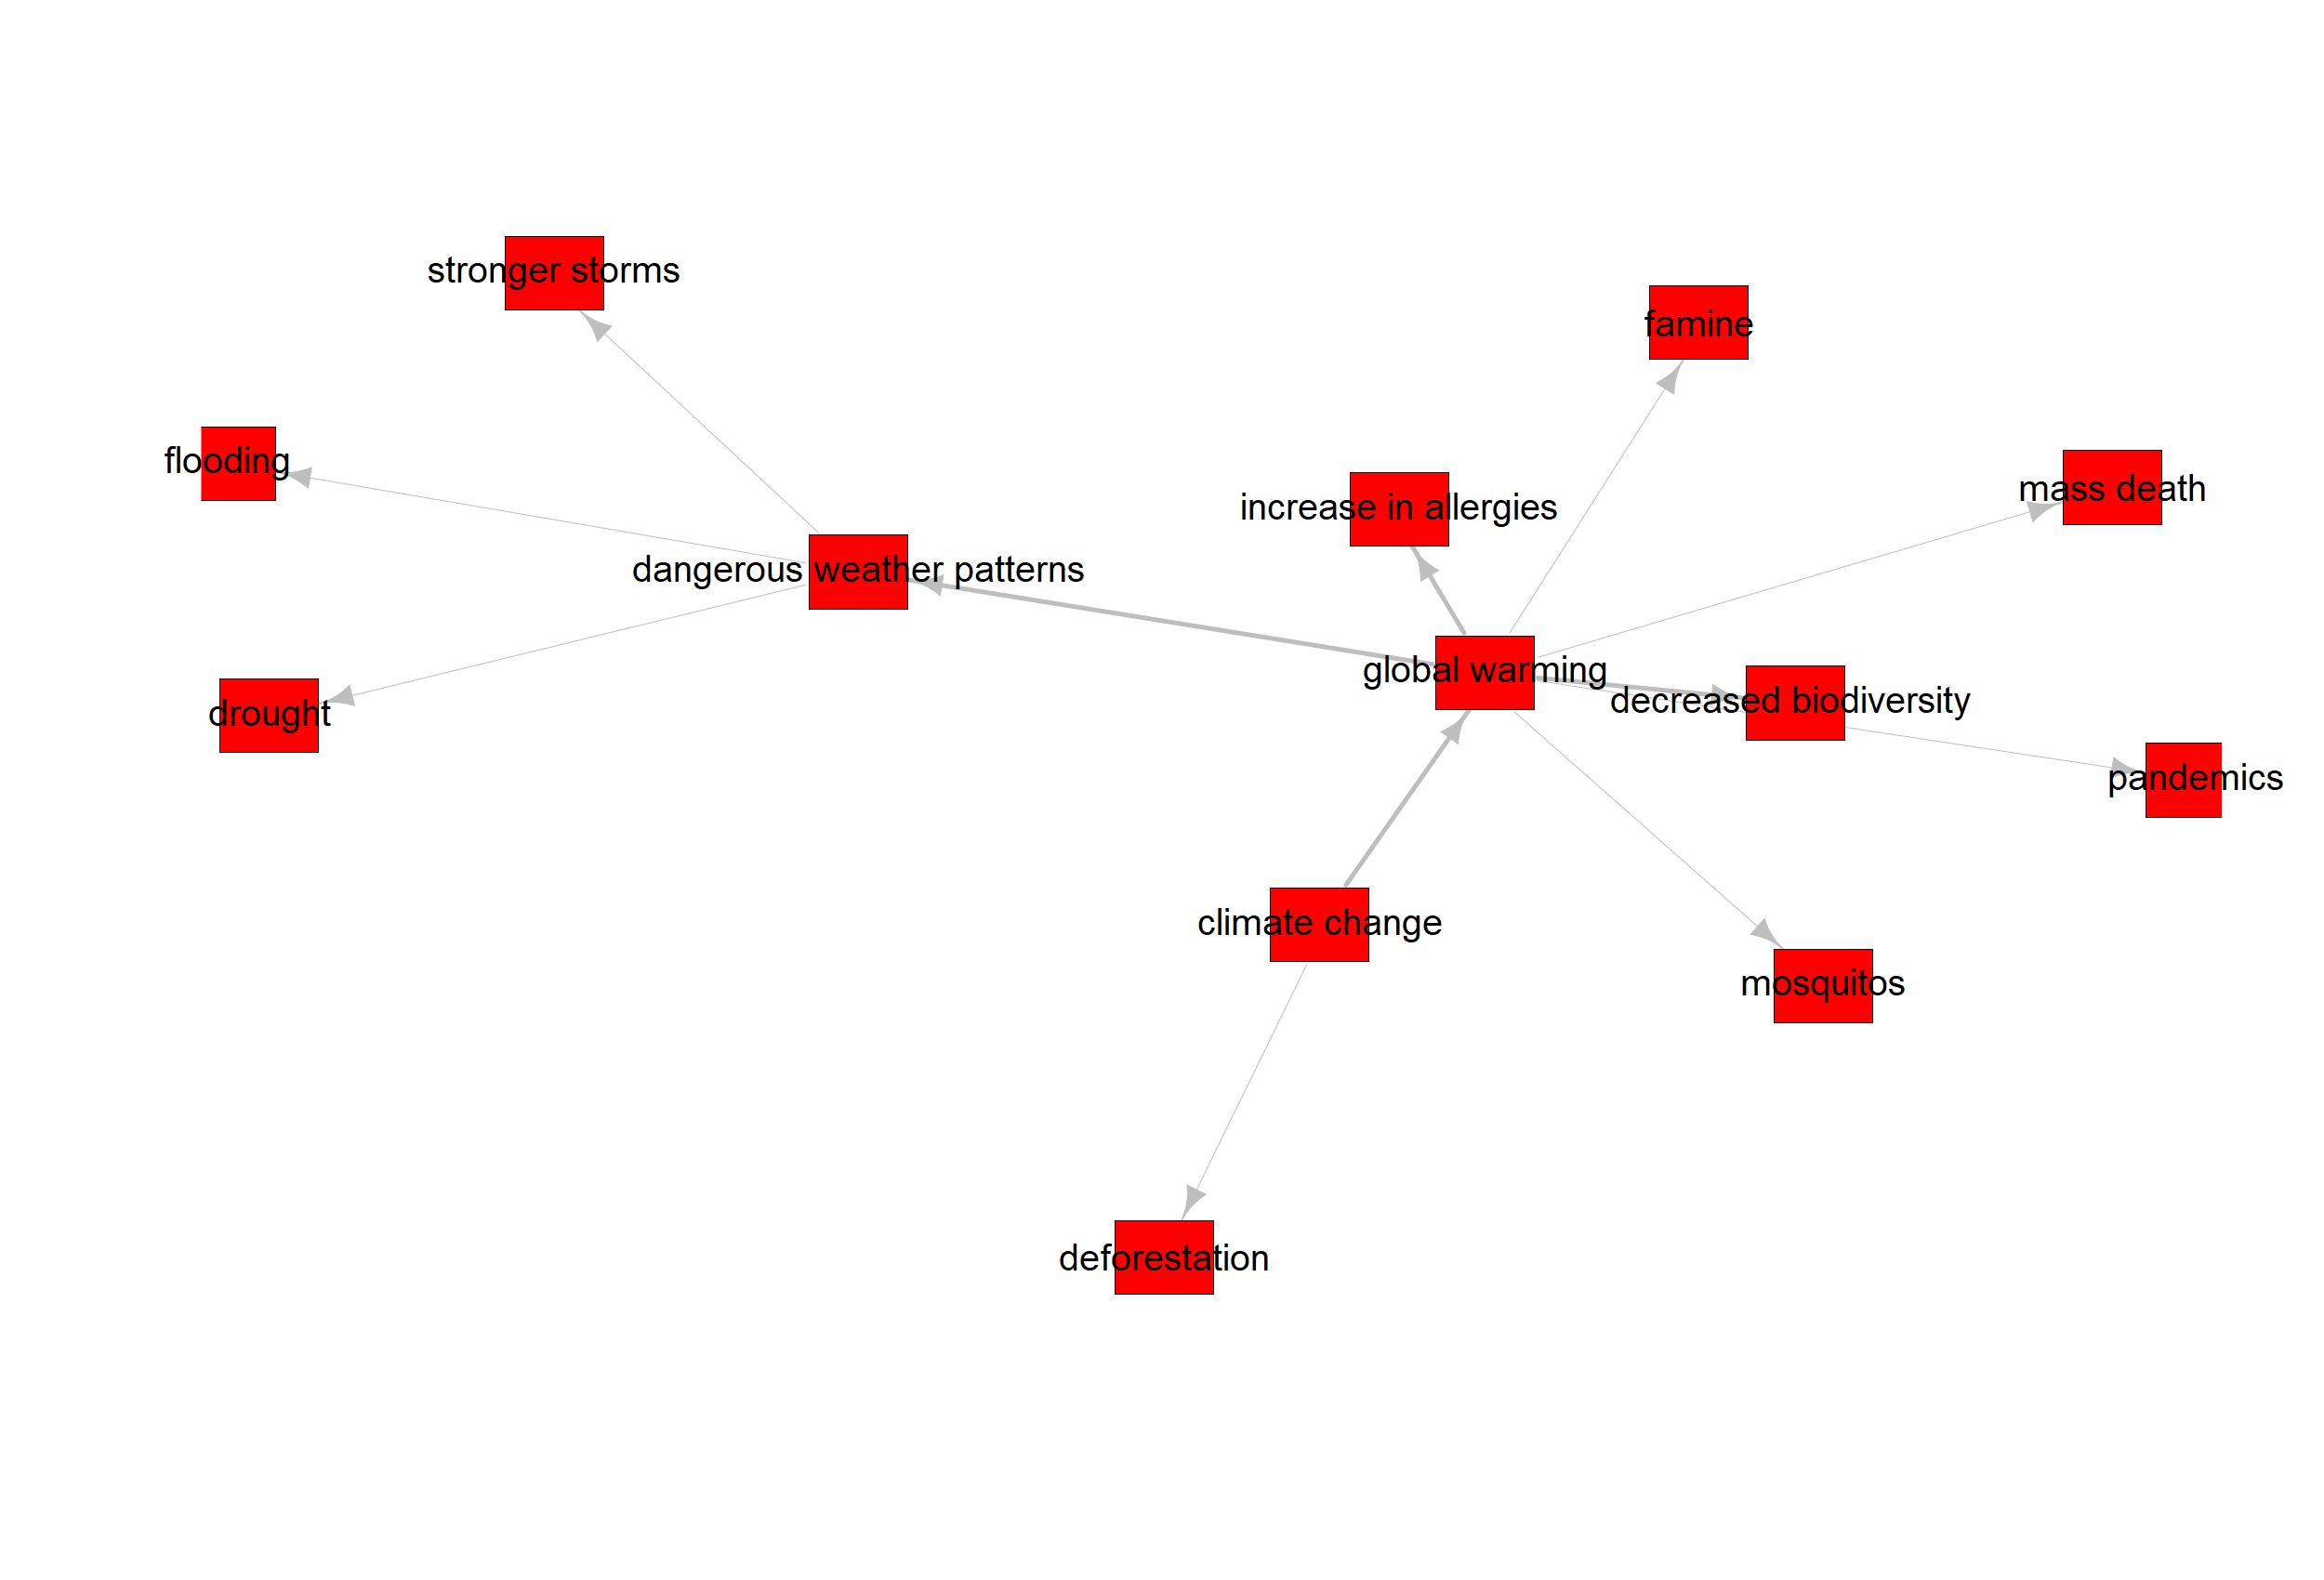 stronger storms
famine
flooding
mass death
increase in allergies
dangerous weather patterns
global warming
decreased biodiversity
drought
pandemics
climate change
mosquitos
deforestation